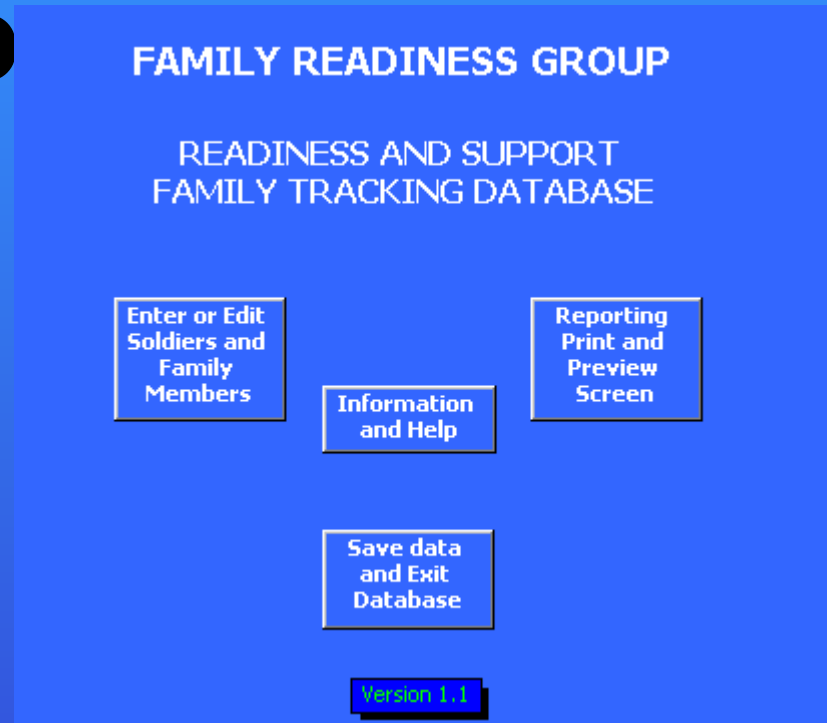 FAMILY READINESS GROUP
READINESS AND SUPPORT
FAMILY TRACKING DATABASE
Enter or Edit
Soldiers and
Family
Members
Information
and Help
Reporting
Print and
Preview
Screen
Save data
and Exit
Database
Version 1.1